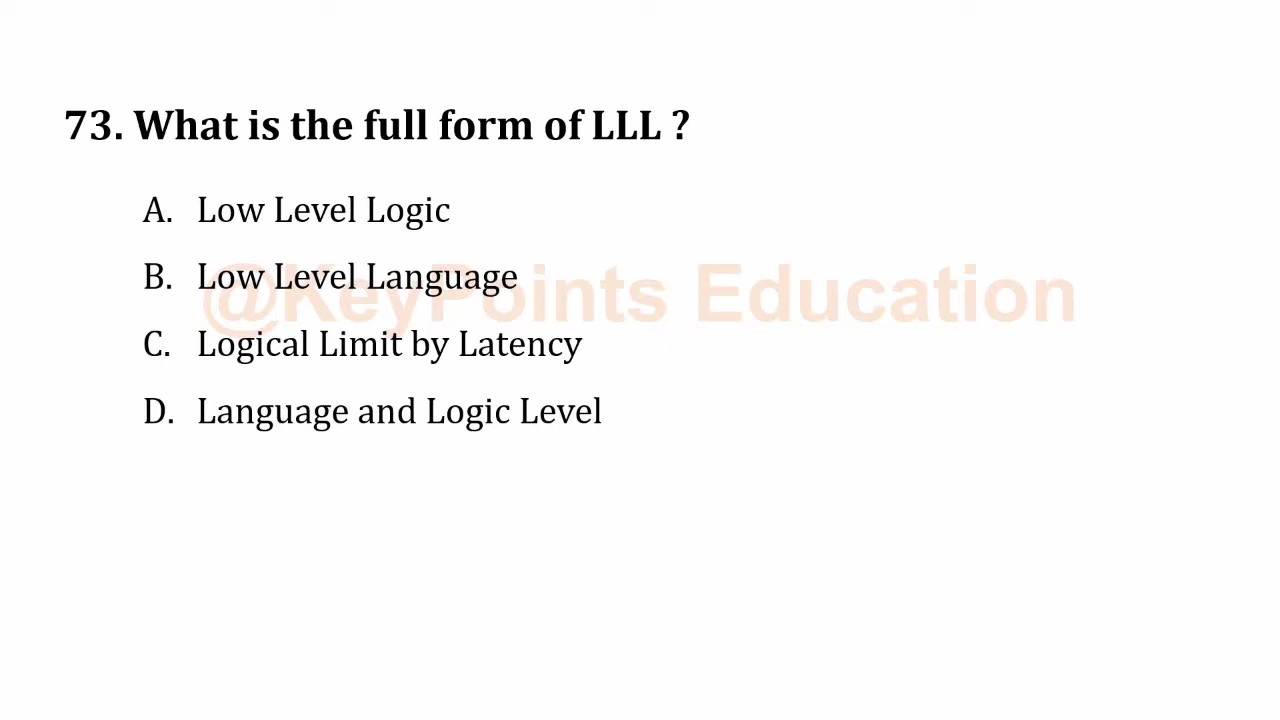 73. What is the full form of LLL ?
A. Low Level Logic
B. Low Level Language
@KeyPoints Education
C. Logical Limit by Latency
D. Language and Logic Level